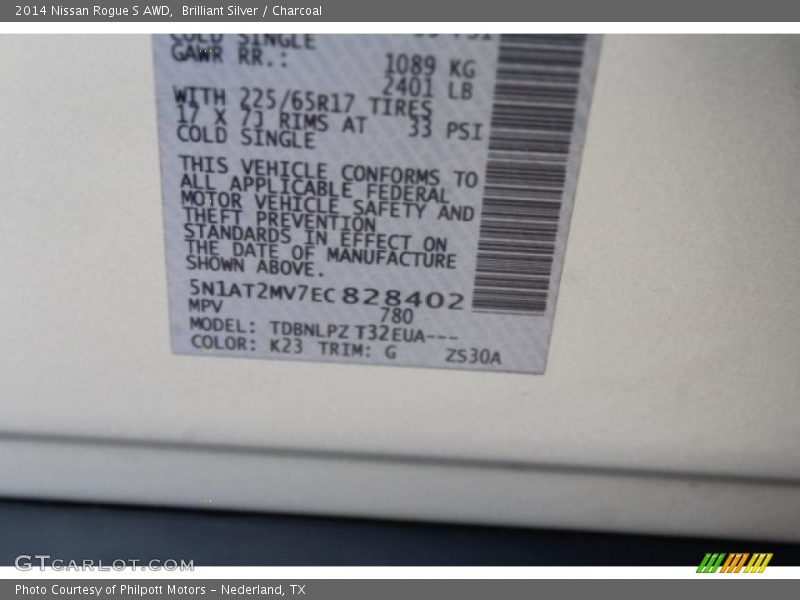 2014 Nissan Rogue S AWD,  Brilliant Silver / Charcoal
COLD SINGLE PSI
GAWR RR.: 1089 KG
2401 LB
WITH 225/65R17 TIRES
17 X 7J RIMS AT 33 PSI
COLD SINGLE
THIS VEHICLE CONFORMS TO
ALL APPLICABLE FEDERAL
MOTOR VEHICLE SAFETY AND
THEFT PREVENTION
STANDARDS IN EFFECT ON
THE DATE OF MANUFACTURE
SHOWN ABOVE.
5N1AT2MV7EC828402
MPV 780
MODEL: TDBNLPZ T32EUA---
COLOR: K23 TRIM: G ZS30A
GTCARLOT.COM
Photo Courtesy of Philpott Motors - Nederland, TX